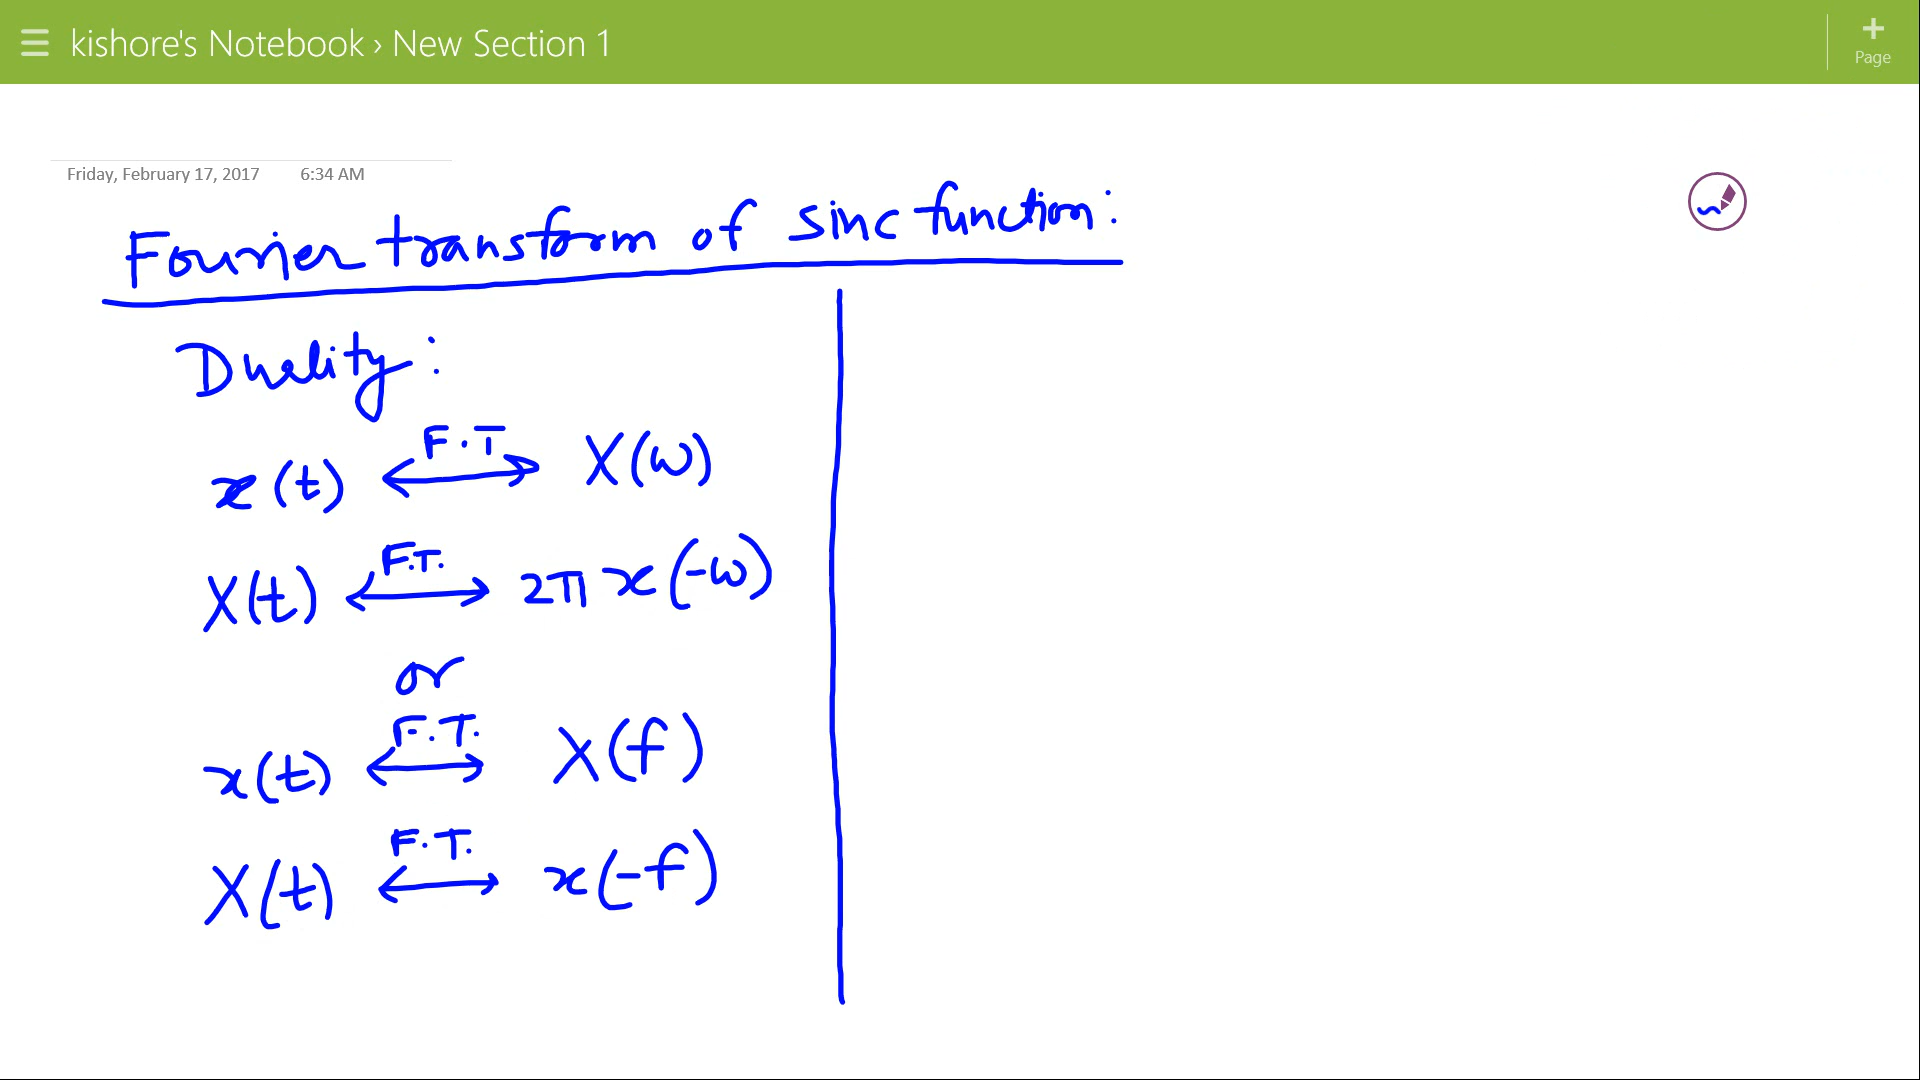 kishore's Notebook › New Section 1
Page
Friday, February 17, 2017 6:34 AM
Fourier transform of sinc function:
Duality:
x(t) F.T X(ω)
X(t) F.T. 2π x(-ω)
or
x(t) F.T. X(f)
X(t) F.T. x(-f)